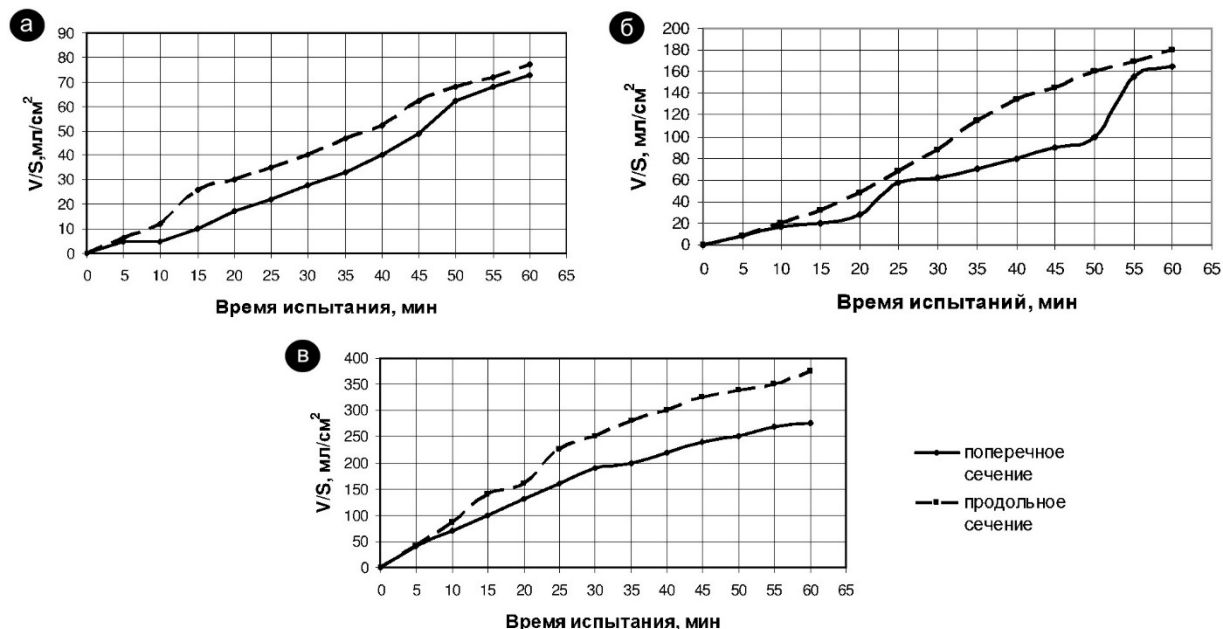 а
90
80
70
60
50
40
30
20
10
0
V/S,мл/см²
0 5 10 15 20 25 30 35 40 45 50 55 60 65
Время испытания, мин
б
200
180
160
140
120
100
80
60
40
20
0
V/S, мл/см²
0 5 10 15 20 25 30 35 40 45 50 55 60 65
Время испытаний, мин
в
400
350
300
250
200
150
100
50
0
V/S, мл/см²
0 5 10 15 20 25 30 35 40 45 50 55 60 65
Время испытания, мин
поперечное
сечение
продольное
сечение